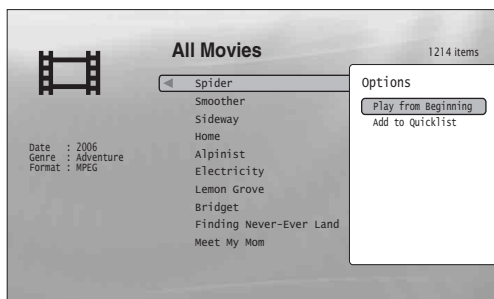 All Movies
1214 items
Spider
Smoother
Sideway
Home
Alpinist
Electricity
Lemon Grove
Bridget
Finding Never-Ever Land
Meet My Mom
Date : 2006
Genre : Adventure
Format : MPEG
Options
Play from Beginning
Add to Quicklist